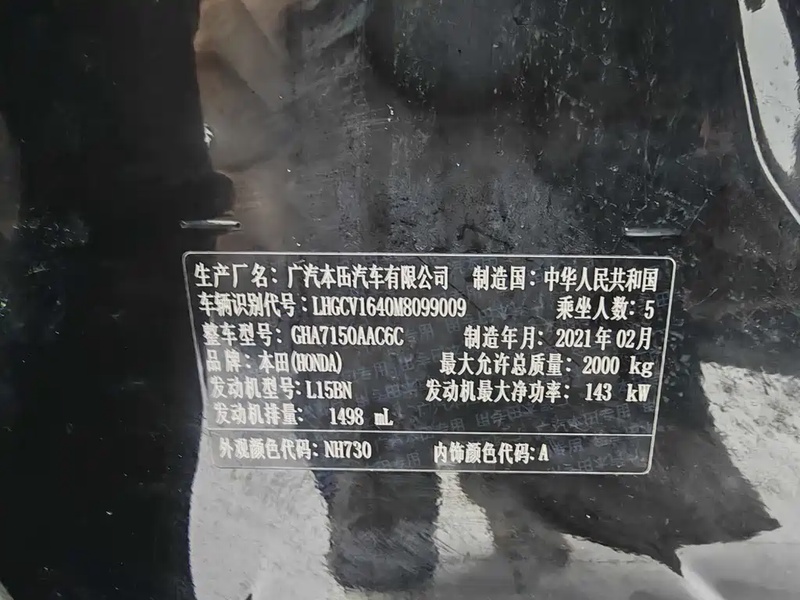 生产厂名：广汽本田汽车有限公司 制造国：中华人民共和国
车辆识别代号：LHGCV1640M8099009 乘坐人数：5
整车型号：GHA7150AAC6C 制造年月：2021年02月
品牌：本田(HONDA) 最大允许总质量：2000 kg
发动机型号：L15BN 发动机最大净功率：143 kW
发动机排量：1498 mL
外观颜色代码：NH730 内饰颜色代码：A